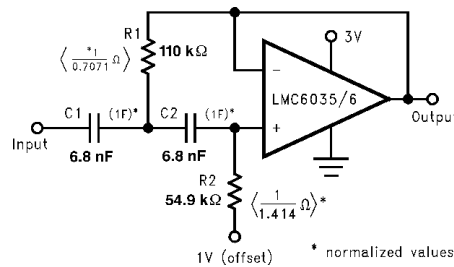 R1
110 kΩ
⟨ *1 / 0.7071 Ω⟩
3V
−
LMC6035/6
+
Output
C1
(1F)*
C2
(1F)*
Input
6.8 nF
6.8 nF
R2
54.9 kΩ
⟨ 1 / 1.414 Ω⟩*
1V (offset)
* normalized values